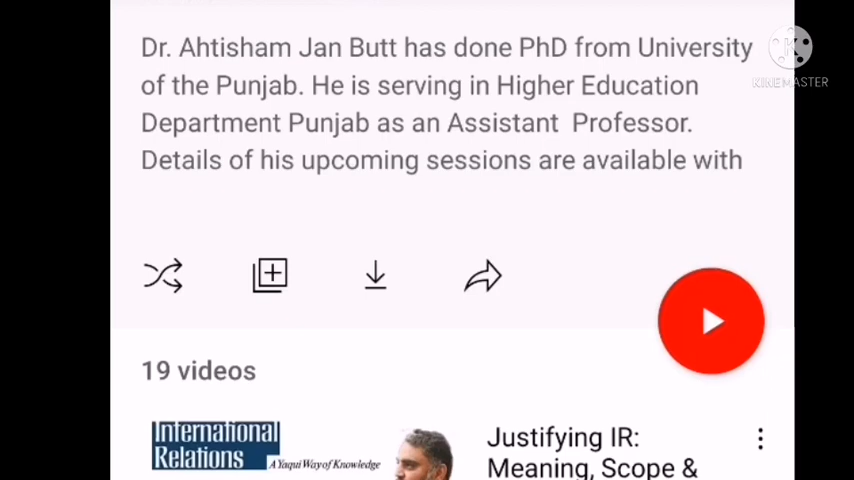 Dr. Ahtisham Jan Butt has done PhD from University
of the Punjab. He is serving in Higher Education
Department Punjab as an Assistant Professor.
Details of his upcoming sessions are available with
K
KINEMASTER
19 videos
International
Relations
A Yaqui Way of Knowledge
Justifying IR:
Meaning, Scope &